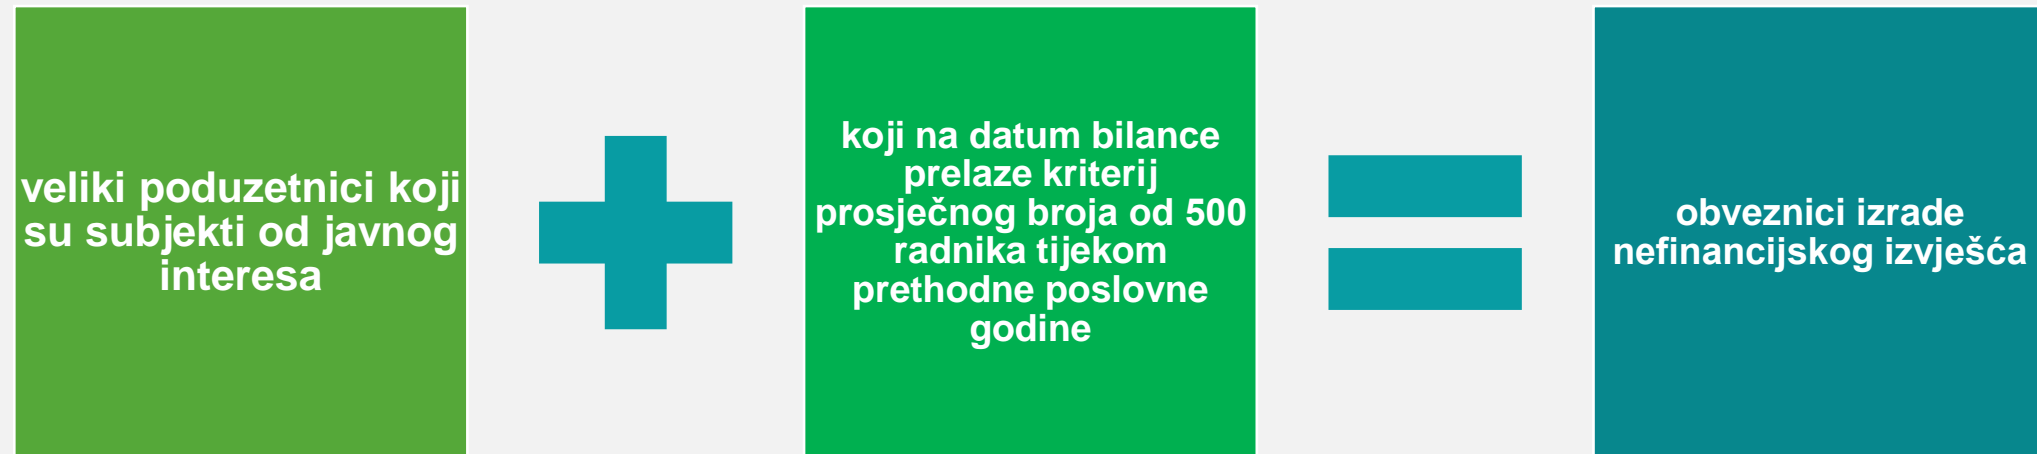 veliki poduzetnici koji
su subjekti od javnog
interesa
koji na datum bilance
prelaze kriterij
prosječnog broja od 500
radnika tijekom
prethodne poslovne
godine
obveznici izrade
nefinancijskog izvješća